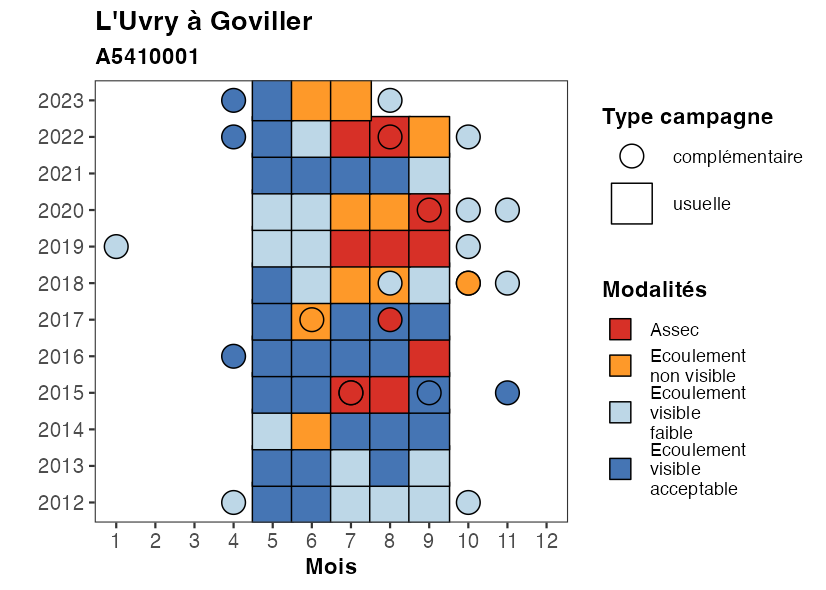 L'Uvry à Goviller
A5410001
2023
2022
2021
2020
2019
2018
2017
2016
2015
2014
2013
2012
1 2 3 4 5 6 7 8 9 10 11 12
Mois
Type campagne
complémentaire
usuelle
Modalités
Assec
Ecoulement
non visible
Ecoulement
visible
faible
Ecoulement
visible
acceptable